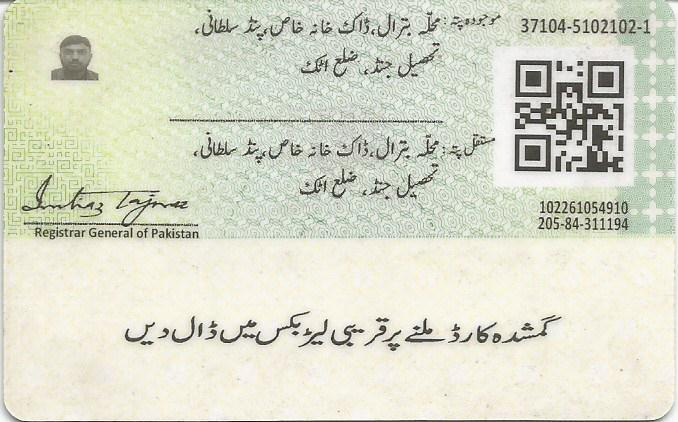 37104-5102102-1
موجودہ پتہ: محلہ بترال، ڈاک خانہ خاص، پنڈ سلطانی،
تحصیل جنڈ، ضلع اٹک
مستقل پتہ: محلہ بترال، ڈاک خانہ خاص، پنڈ سلطانی،
تحصیل جنڈ، ضلع اٹک
102261054910
205-84-311194
Imtiaz Tajwar
Registrar General of Pakistan
گمشدہ کارڈ ملنے پر قریبی لیٹر بکس میں ڈال دیں